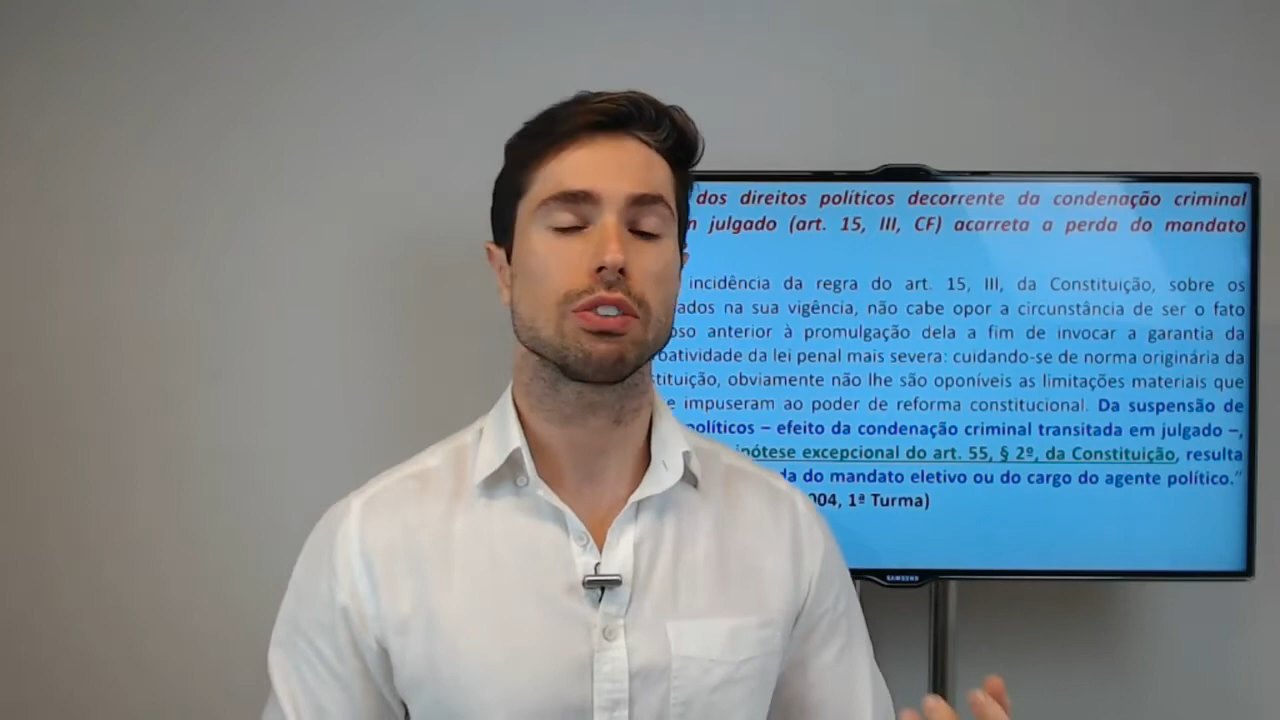 dos direitos políticos decorrente da condenação criminal
julgado (art. 15, III, CF) acarreta a perda do mandato
incidência da regra do art. 15, III, da Constituição, sobre os
ados na sua vigência, não cabe opor a circunstância de ser o fato
oso anterior à promulgação dela a fim de invocar a garantia da
oatividade da lei penal mais severa: cuidando-se de norma originária da
tituição, obviamente não lhe são oponíveis as limitações materiais que
e impuseram ao poder de reforma constitucional. Da suspensão de
políticos – efeito da condenação criminal transitada em julgado –,
pótese excepcional do art. 55, § 2º, da Constituição, resulta
da do mandato eletivo ou do cargo do agente político.”
004, 1ª Turma)
SAMSUNG